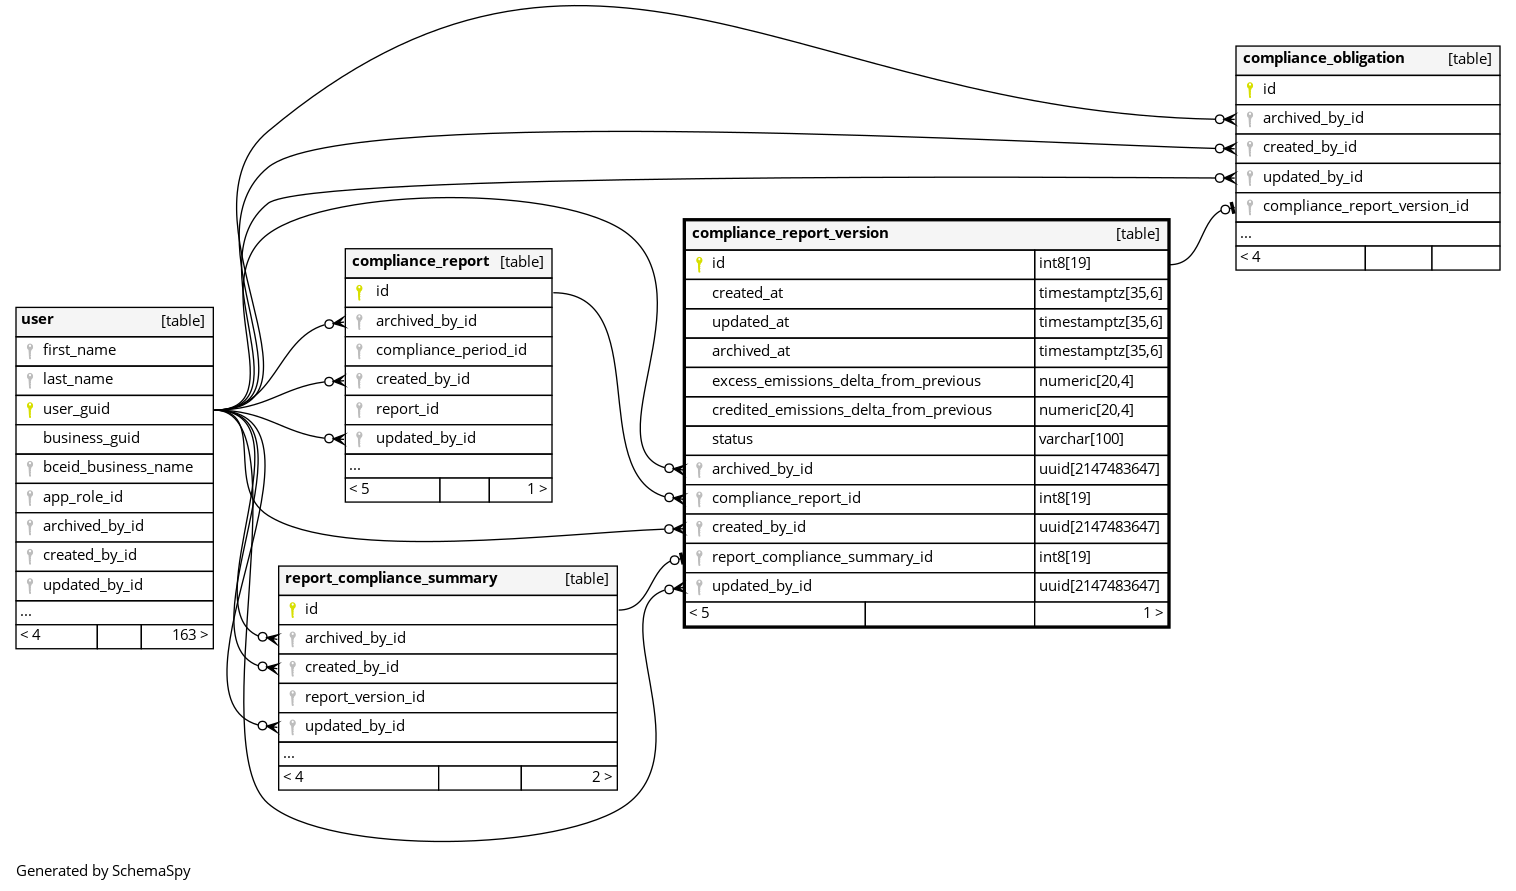 compliance_obligation [table]
id
archived_by_id
created_by_id
updated_by_id
compliance_report_version_id
...
< 4
compliance_report_version [table]
id int8[19]
created_at timestamptz[35,6]
updated_at timestamptz[35,6]
archived_at timestamptz[35,6]
excess_emissions_delta_from_previous numeric[20,4]
credited_emissions_delta_from_previous numeric[20,4]
status varchar[100]
archived_by_id uuid[2147483647]
compliance_report_id int8[19]
created_by_id uuid[2147483647]
report_compliance_summary_id int8[19]
updated_by_id uuid[2147483647]
< 5 1 >
compliance_report [table]
id
archived_by_id
compliance_period_id
created_by_id
report_id
updated_by_id
...
< 5 1 >
user [table]
first_name
last_name
user_guid
business_guid
bceid_business_name
app_role_id
archived_by_id
created_by_id
updated_by_id
...
< 4 163 >
report_compliance_summary [table]
id
archived_by_id
created_by_id
report_version_id
updated_by_id
...
< 4 2 >
Generated by SchemaSpy